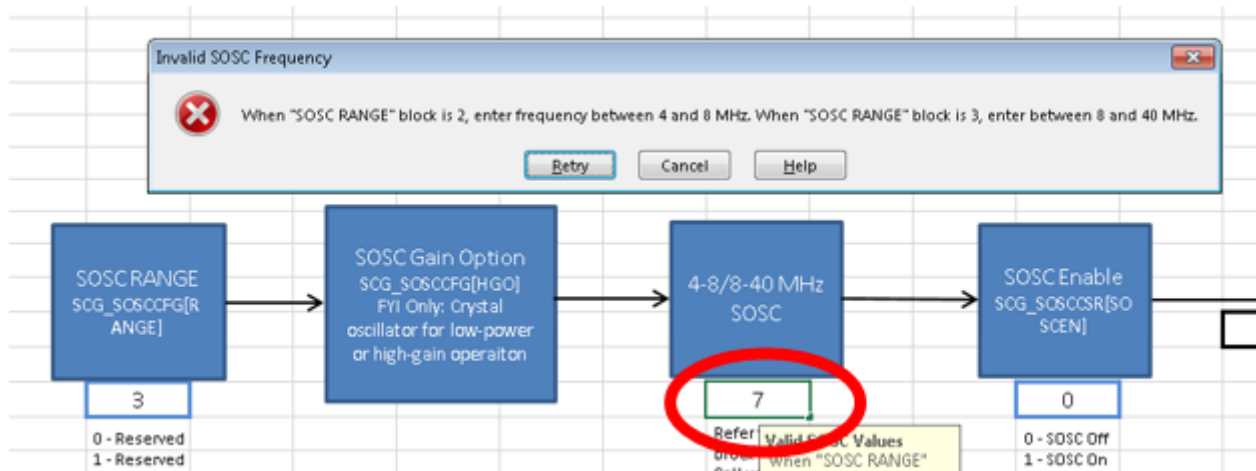 Invalid SOSC Frequency
When "SOSC RANGE" block is 2, enter frequency between 4 and 8 MHz. When "SOSC RANGE" block is 3, enter between 8 and 40 MHz.
Retry Cancel Help
SOSC RANGE
SCG_SOSCCFG[R
ANGE]
SOSC Gain Option
SCG_SOSCCFG[HGO]
FYI Only: Crystal
oscillator for low-power
or high-gain operaiton
4-8/8-40 MHz
SOSC
SOSC Enable
SCG_SOSCCSR[SO
SCEN]
3
7
0
0 - Reserved
1 - Reserved
Refer
Valid SOSC Values
When "SOSC RANGE"
0 - SOSC Off
1 - SOSC On